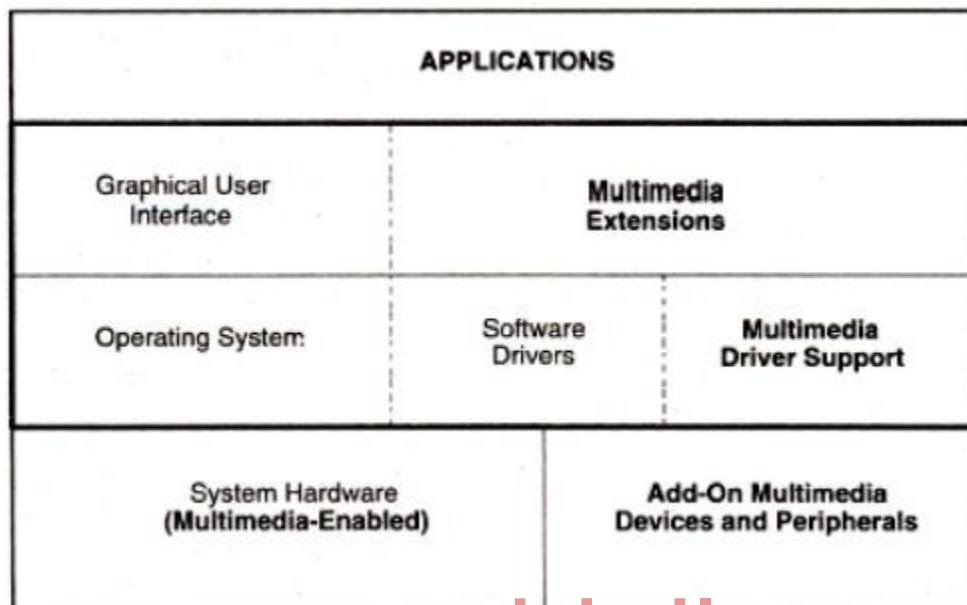 APPLICATIONS
Graphical User
Interface
Multimedia
Extensions
Operating System
Software
Drivers
Multimedia
Driver Support
System Hardware
(Multimedia-Enabled)
Add-On Multimedia
Devices and Peripherals